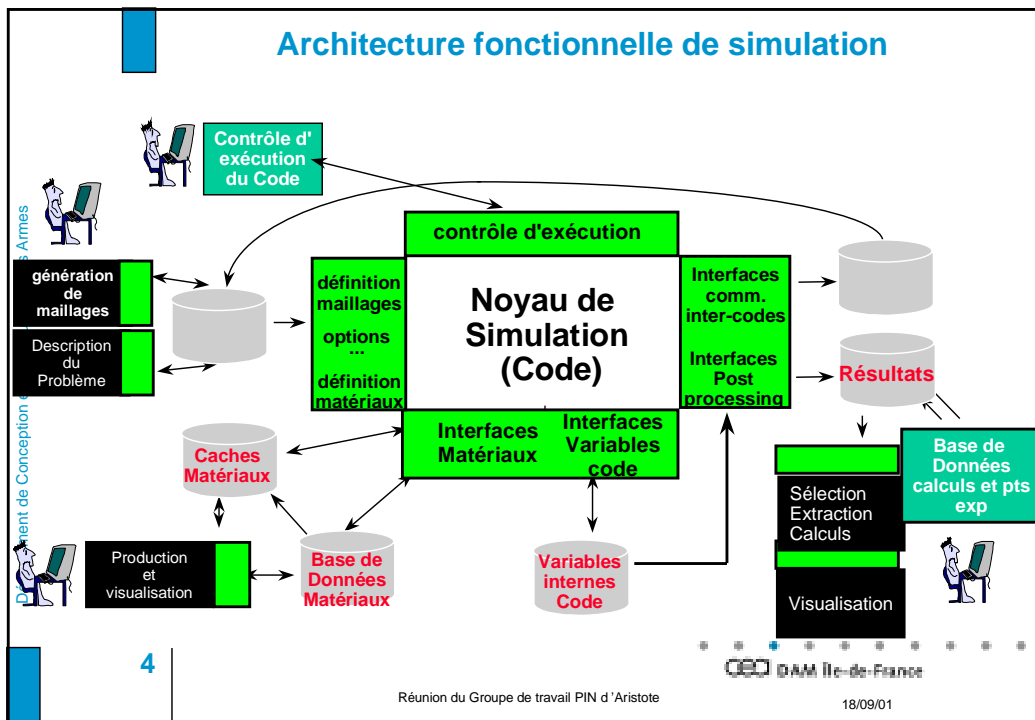 Architecture fonctionnelle de simulation
Contrôle d'
exécution
du Code
contrôle d'exécution
génération
de
maillages
Description
du
Problème
définition
maillages
options
...
définition
matériaux
Noyau de
Simulation
(Code)
Interfaces
comm.
inter-codes
Interfaces
Post
processing
Résultats
Interfaces
Matériaux
Interfaces
Variables
code
Caches
Matériaux
Base de
Données
calculs et pts
exp
Sélection
Extraction
Calculs
Production
et
visualisation
Base de
Données
Matériaux
Variables
internes
Code
Visualisation
ment de Conception e
s Armes
4
DAM Île-de-France
Réunion du Groupe de travail PIN d 'Aristote
18/09/01